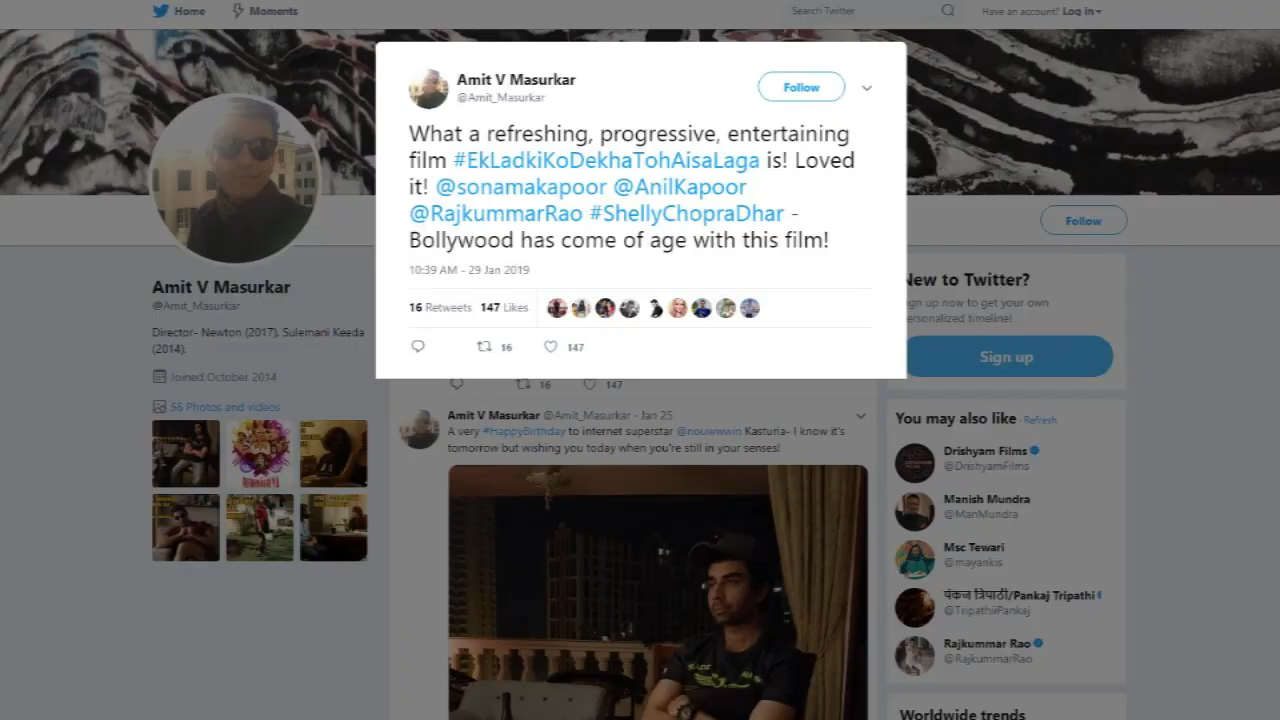 Home
Moments
Search Twitter
Have an account? Log in
Amit V Masurkar
@Amit_Masurkar
Follow
What a refreshing, progressive, entertaining
film #EkLadkiKoDekhaTohAisaLaga is! Loved
it! @sonamakapoor @AnilKapoor
@RajkummarRao #ShellyChopraDhar -
Bollywood has come of age with this film!
10:39 AM - 29 Jan 2019
16 Retweets 147 Likes
16 147
Follow
Amit V Masurkar
@Amit_Masurkar
Director- Newton (2017), Sulemani Keeda
(2014).
Joined October 2014
56 Photos and videos
16 147
Amit V Masurkar @Amit_Masurkar - Jan 25
A very #HappyBirthday to internet superstar @nouwwwin Kasturia- I know it's
tomorrow but wishing you today when you're still in your senses!
New to Twitter?
sign up now to get your own
personalized timeline!
Sign up
You may also like · Refresh
Drishyam Films
@DrishyamFilms
Manish Mundra
@ManMundra
Msc Tewari
@mayankis
पंकज त्रिपाठी/Pankaj Tripathi
@TripathiiPankaj
Rajkummar Rao
@RajkummarRao
Worldwide trends